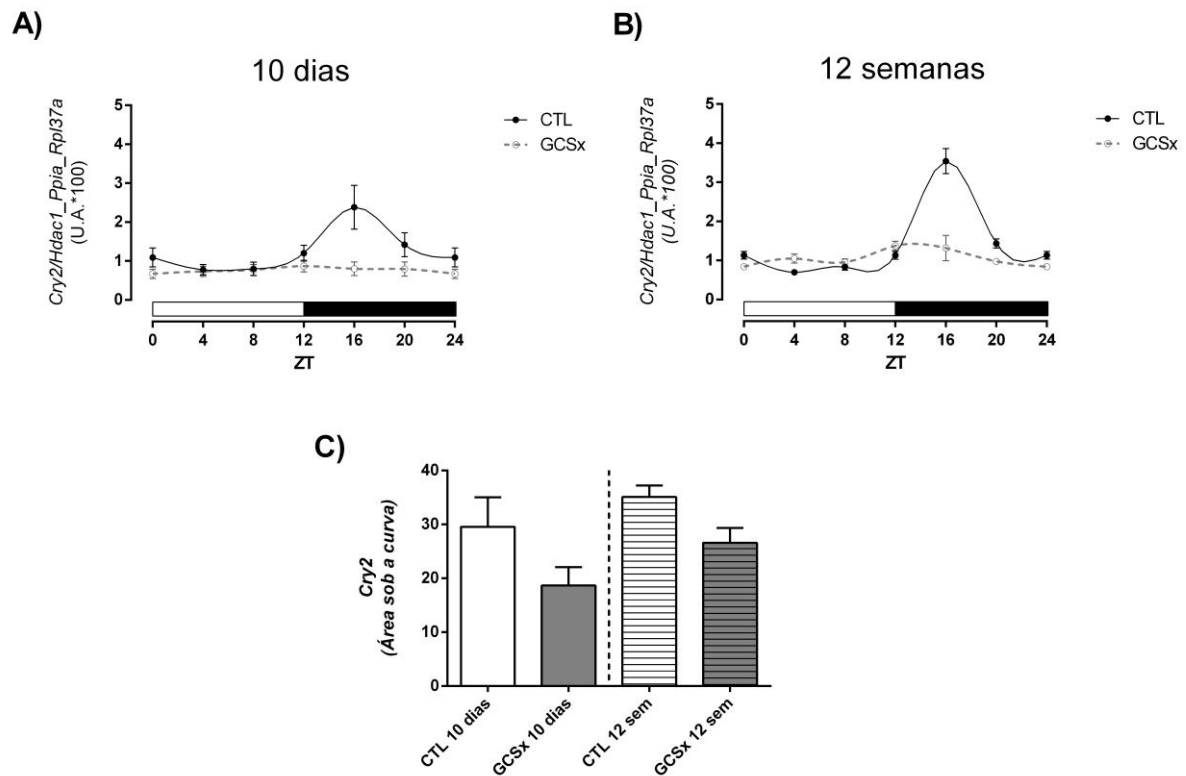 A)
10 dias
Cry2/Hdac1_Ppia_Rpl37a
(U.A.*100)
5
4
3
2
1
0
CTL
GCSx
0 4 8 12 16 20 24
ZT
B)
12 semanas
Cry2/Hdac1_Ppia_Rpl37a
(U.A.*100)
5
4
3
2
1
0
CTL
GCSx
0 4 8 12 16 20 24
ZT
C)
Cry2
(Área sob a curva)
40
30
20
10
0
CTL 10 dias
GCSx 10 dias
CTL 12 sem
GCSx 12 sem